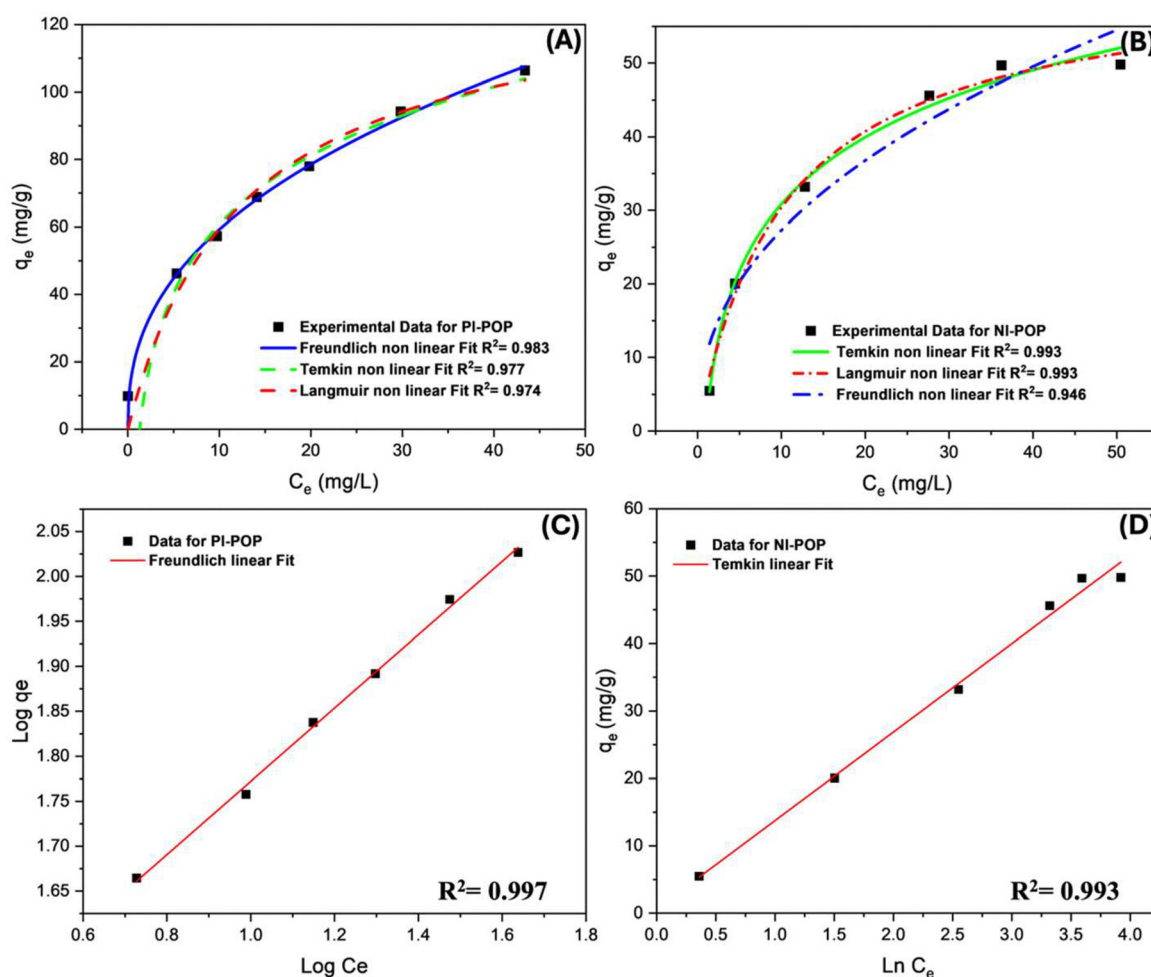 (A)
120
100
80
60
40
20
0
qe (mg/g)
Experimental Data for PI-POP
Freundlich non linear Fit R²= 0.983
Temkin non linear Fit R²= 0.977
Langmuir non linear Fit R²= 0.974
0 10 20 30 40 50
Ce (mg/L)
(B)
50
40
30
20
10
0
qe (mg/g)
Experimental Data for NI-POP
Temkin non linear Fit R²= 0.993
Langmuir non linear Fit R²= 0.993
Freundlich non linear Fit R²= 0.946
0 10 20 30 40 50
Ce (mg/L)
(C)
2.05
2.00
1.95
1.90
1.85
1.80
1.75
1.70
1.65
Log qe
Data for PI-POP
Freundlich linear Fit
R²= 0.997
0.6 0.8 1.0 1.2 1.4 1.6 1.8
Log Ce
(D)
60
50
40
30
20
10
0
qe (mg/g)
Data for NI-POP
Temkin linear Fit
R²= 0.993
0.0 0.5 1.0 1.5 2.0 2.5 3.0 3.5 4.0
Ln Ce